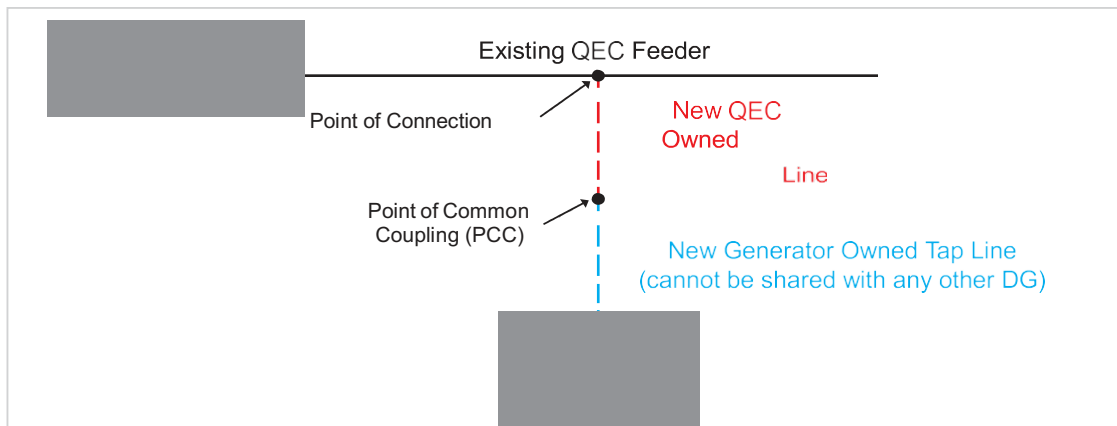 Existing QEC Feeder
Point of Connection
New QEC
Owned
Line
Point of Common
Coupling (PCC)
New Generator Owned Tap Line
(cannot be shared with any other DG)